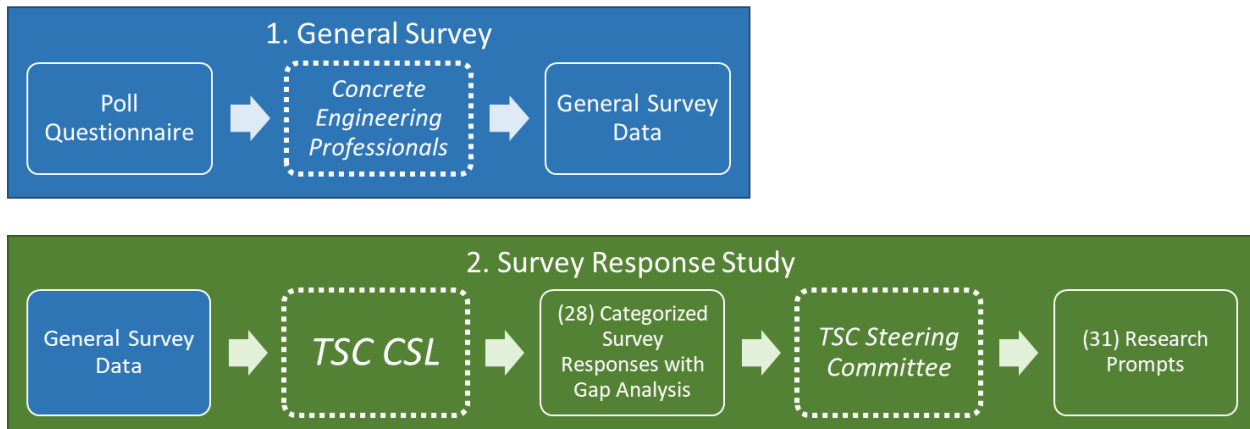 1. General Survey
Poll
Questionnaire
Concrete
Engineering
Professionals
General Survey
Data
2. Survey Response Study
General Survey
Data
TSC CSL
(28) Categorized
Survey
Responses with
Gap Analysis
TSC Steering
Committee
(31) Research
Prompts